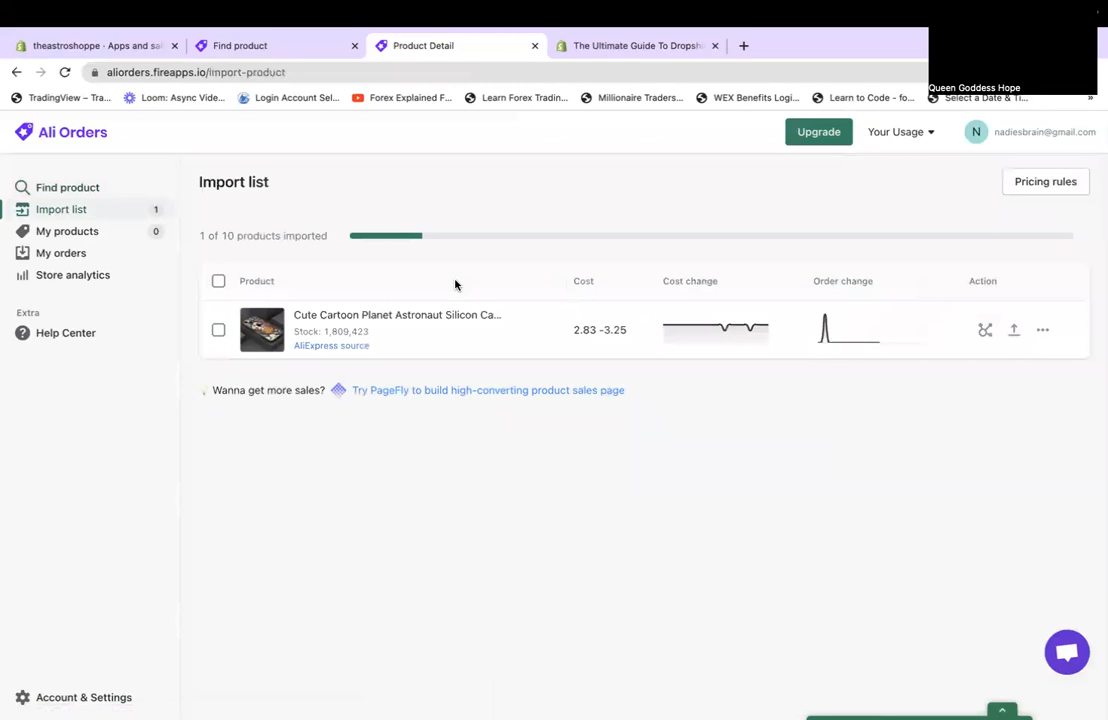 theastroshoppe · Apps and sa
Find product
Product Detail
The Ultimate Guide To Dropsh
aliorders.fireapps.io/import-product
Queen Goddess Hope
TradingView – Tra...
Loom: Async Vide...
Login Account Sel...
Forex Explained F...
Learn Forex Tradin...
Millionaire Traders...
WEX Benefits Logi...
Learn to Code - fo...
Select a Date & Ti...
»
Ali Orders
Upgrade
Your Usage
N
nadiesbrain@gmail.com
Find product
Import list
1
My products
0
My orders
Store analytics
Extra
Help Center
Account & Settings
Import list
Pricing rules
1 of 10 products imported
Product
Cost
Cost change
Order change
Action
Cute Cartoon Planet Astronaut Silicon Ca...
Stock: 1,809,423
AliExpress source
2.83 -3.25
Wanna get more sales?
Try PageFly to build high-converting product sales page